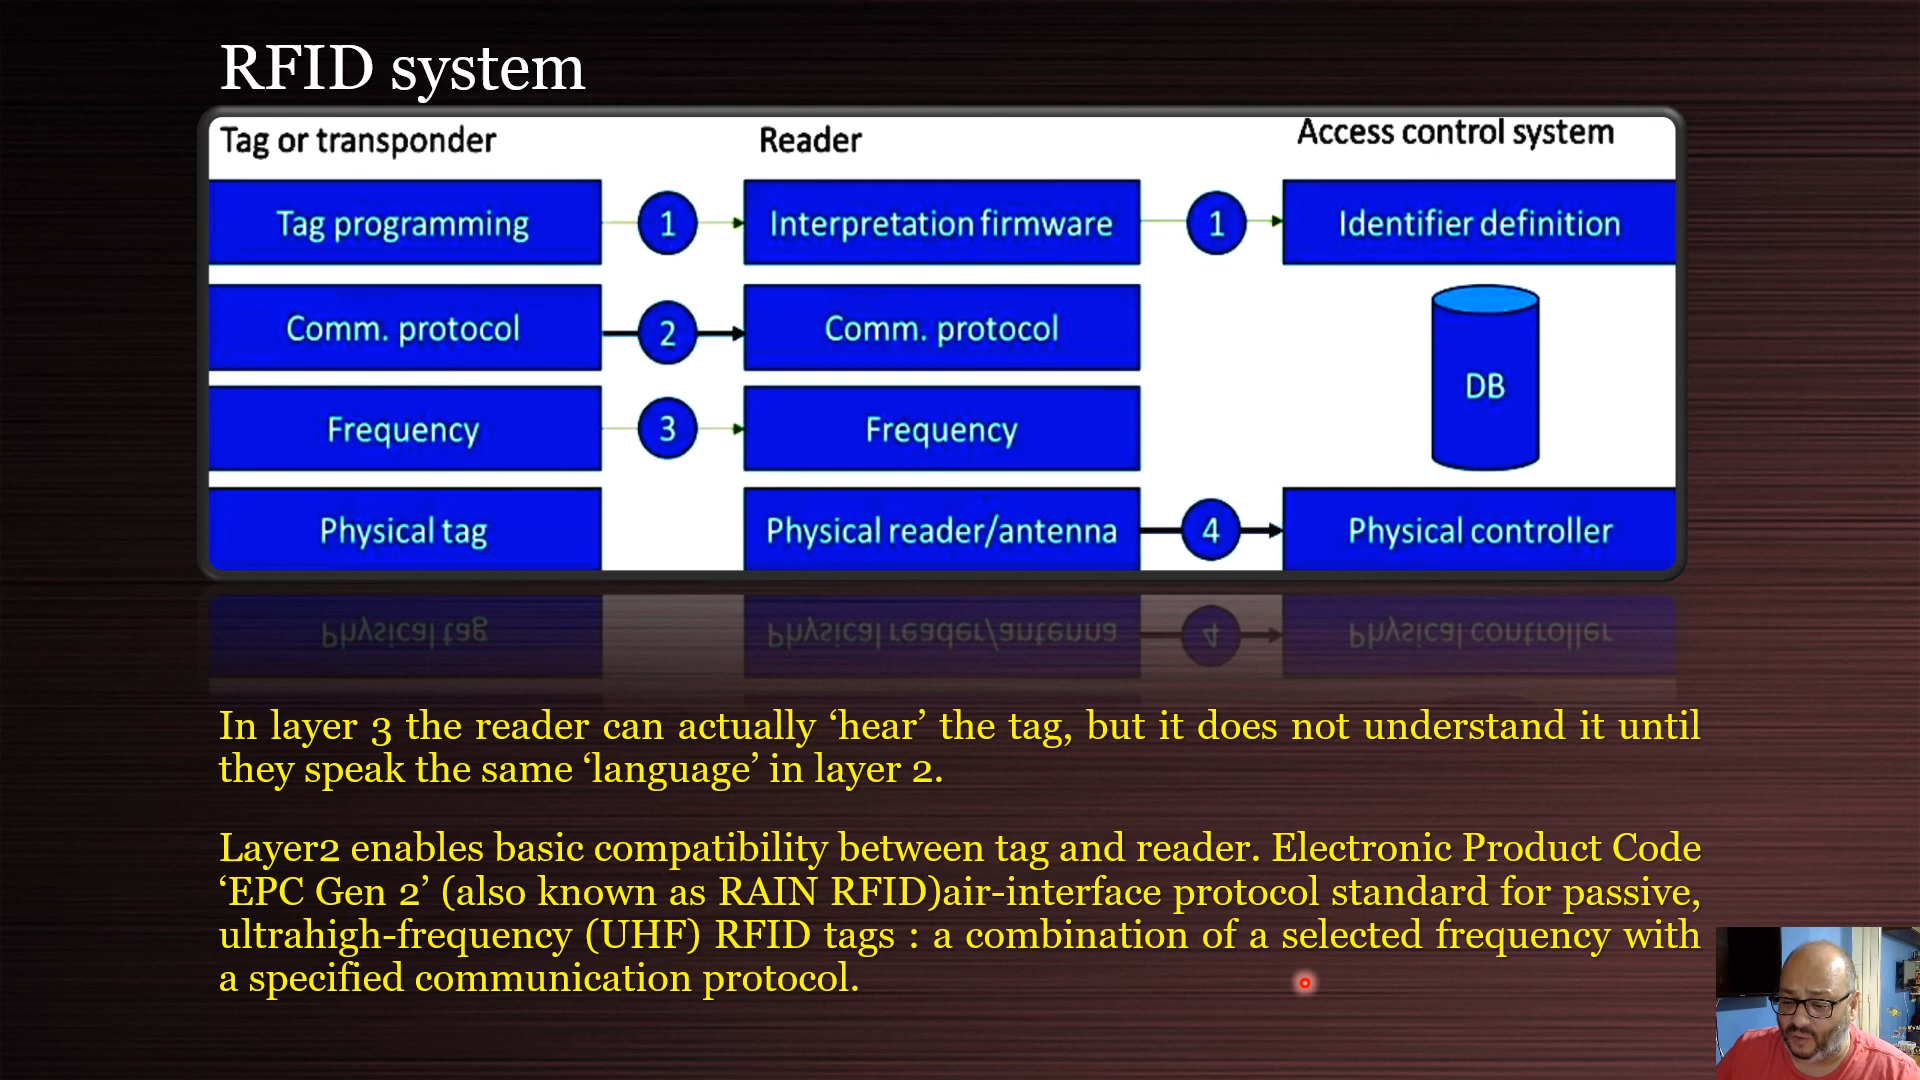 RFID system
Tag or transponder
Reader
Access control system
Tag programming
1
Interpretation firmware
1
Identifier definition
Comm. protocol
2
Comm. protocol
DB
Frequency
3
Frequency
Physical tag
Physical reader/antenna
4
Physical controller
In layer 3 the reader can actually ‘hear’ the tag, but it does not understand it until
they speak the same ‘language’ in layer 2.
Layer2 enables basic compatibility between tag and reader. Electronic Product Code
‘EPC Gen 2’ (also known as RAIN RFID)air-interface protocol standard for passive,
ultrahigh-frequency (UHF) RFID tags : a combination of a selected frequency with
a specified communication protocol.